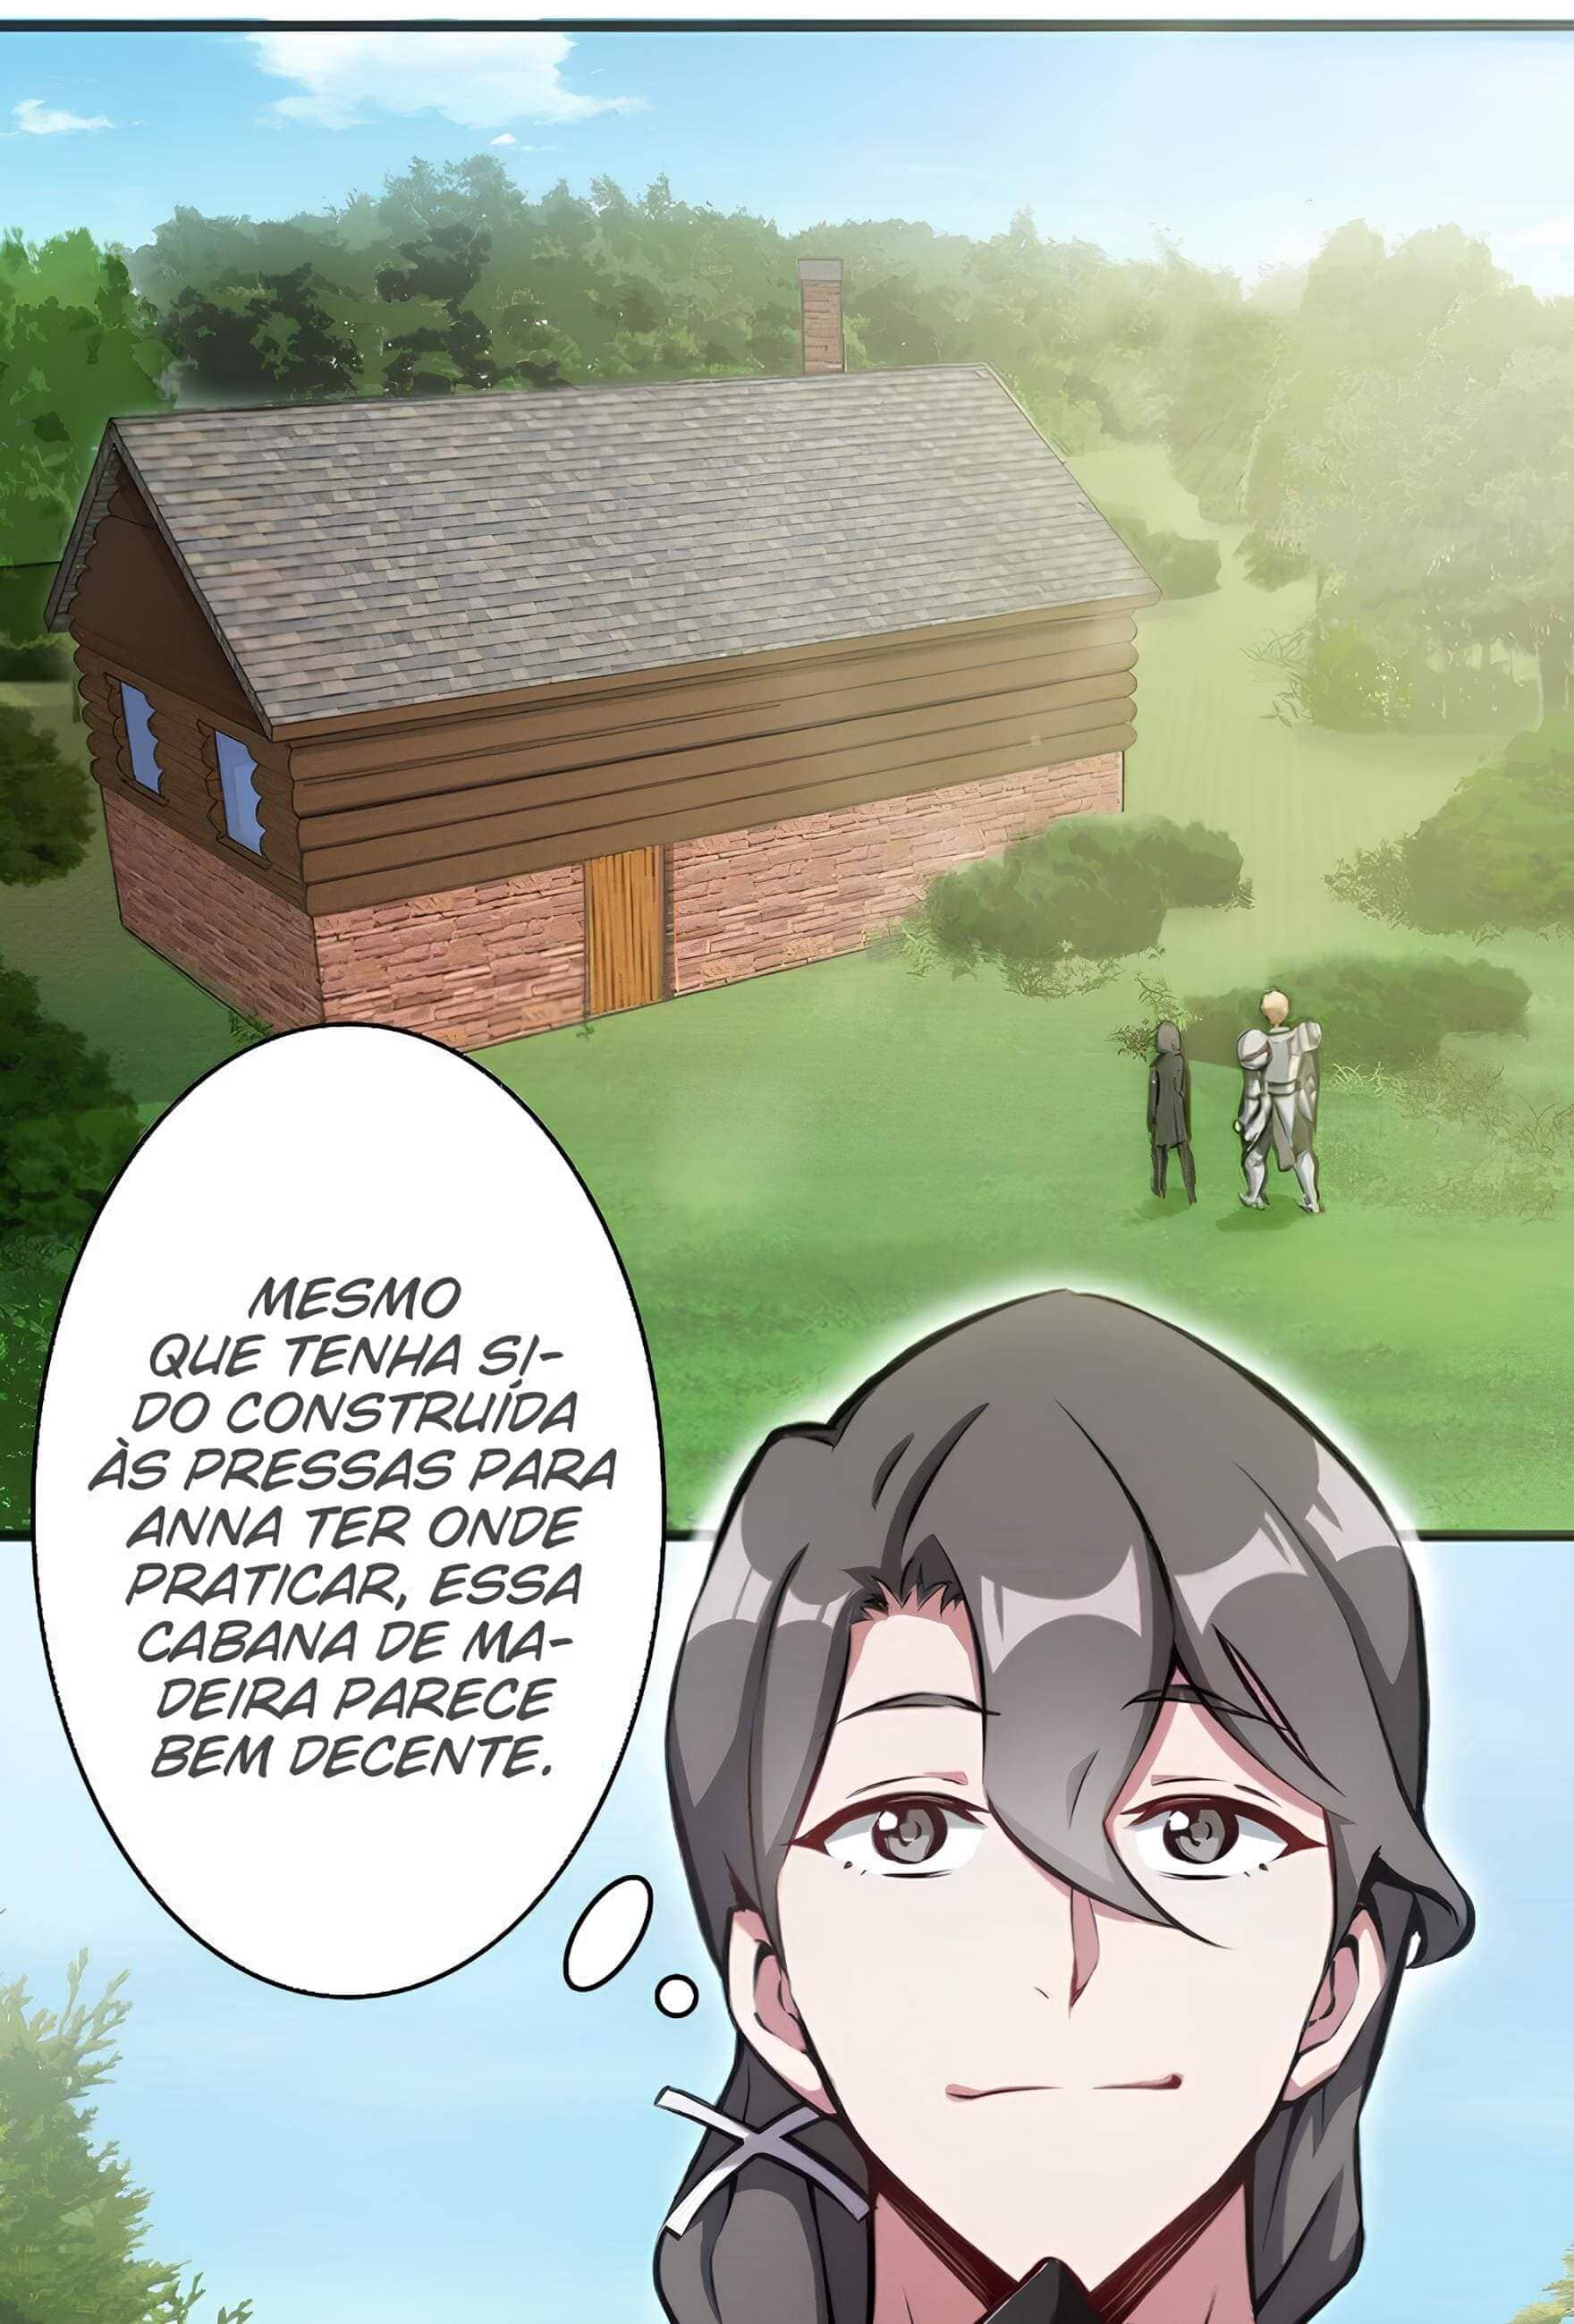 MESMO
QUE TENHA SI-
DO CONSTRUÍDA
ÀS PRESSAS PARA
ANNA TER ONDE
PRATICAR, ESSA
CABANA DE MA-
DEIRA PARECE
BEM DECENTE.